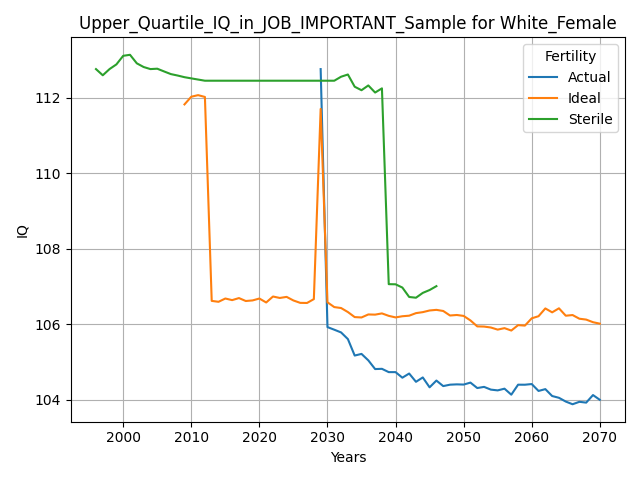 Upper_Quartile_IQ_in_JOB_IMPORTANT_Sample for White_Female
Fertility
Actual
Ideal
Sterile
IQ
112
110
108
106
104
2000 2010 2020 2030 2040 2050 2060 2070
Years